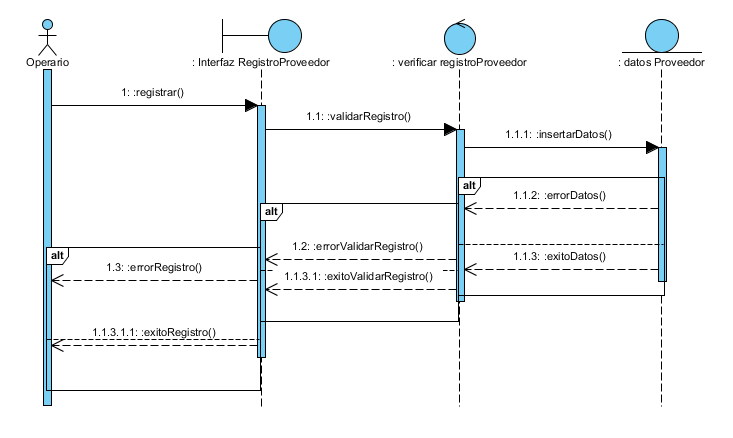 Operario
: Interfaz RegistroProveedor
: verificar registroProveedor
: datos Proveedor
1: :registrar()
1.1: :validarRegistro()
1.1.1: :insertarDatos()
alt
1.1.2: :errorDatos()
alt
1.2: :errorValidarRegistro()
1.1.3: :exitoDatos()
alt
1.3: :errorRegistro()
1.1.3.1: :exitoValidarRegistro()
1.1.3.1.1: :exitoRegistro()